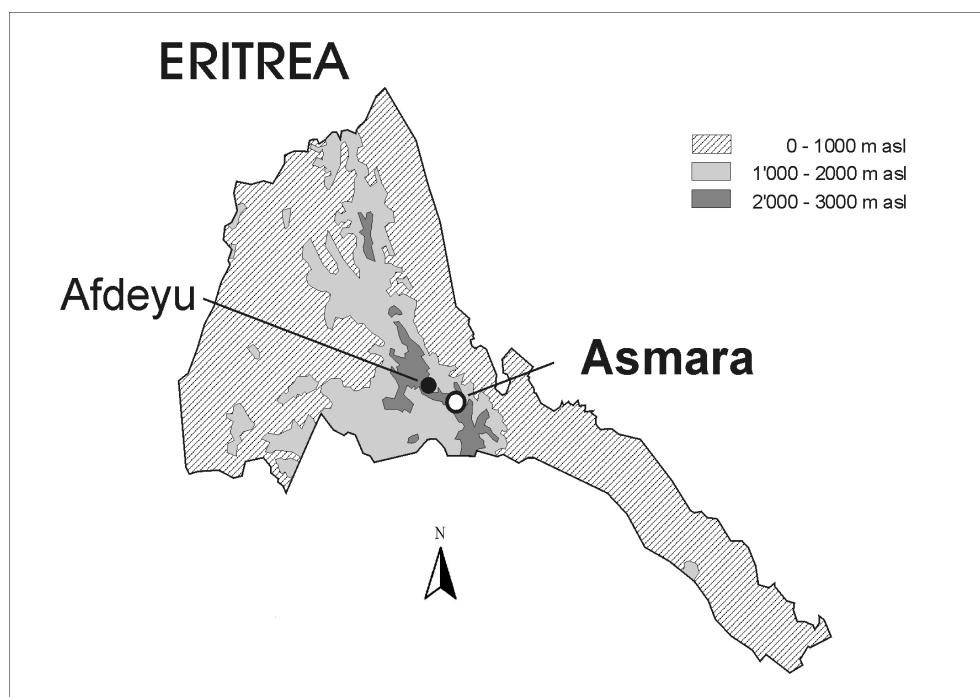 ERITREA
0 - 1000 m asl
1'000 - 2000 m asl
2'000 - 3000 m asl
Afdeyu
Asmara
N